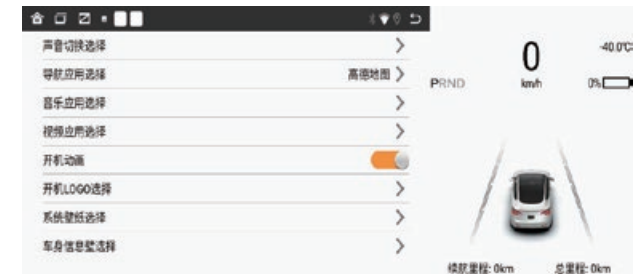 声音切换选择
导航应用选择 高德地图
音乐应用选择
视频应用选择
开机动画
开机LOGO选择
系统壁纸选择
车身信息壁选择
0
km/h
-40.0℃
PRND
0%
续航里程: 0km 总里程: 0km